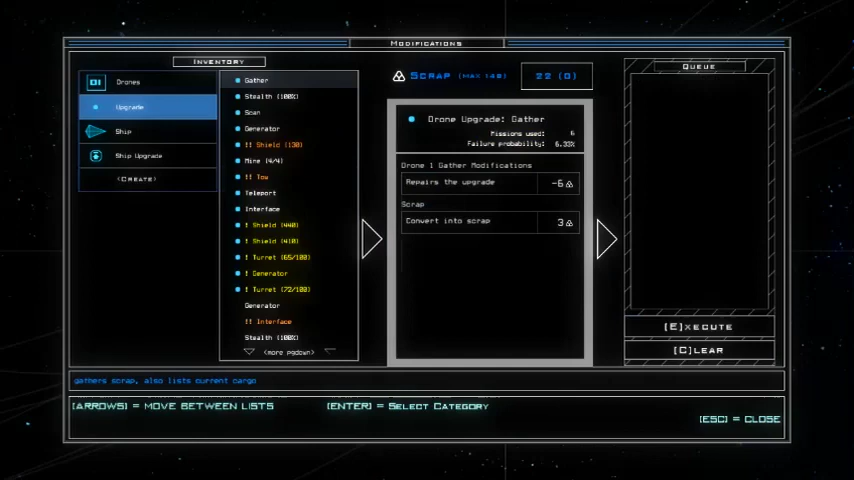 Modifications
Inventory
Drones
Upgrade
Ship
Ship Upgrade
<Create>
Gather
Stealth (100%)
Scan
Generator
!! Shield (130)
Mine (4/4)
!! Tow
Teleport
Interface
! Shield (440)
! Shield (410)
! Turret (65/100)
! Generator
! Turret (72/100)
Generator
!! Interface
Stealth (100%)
<more pgdown>
Scrap (MAX 148) 22 (0)
Drone Upgrade: Gather
Missions used: 6
Failure probability: 6.33%
Drone 1 Gather Modifications
Repairs the upgrade -6
Scrap
Convert into scrap 3
Queue
[E]xecute
[C]lear
gathers scrap, also lists current cargo
[ARROWS] = MOVE BETWEEN LISTS
[ENTER] = Select Category
[ESC] = CLOSE